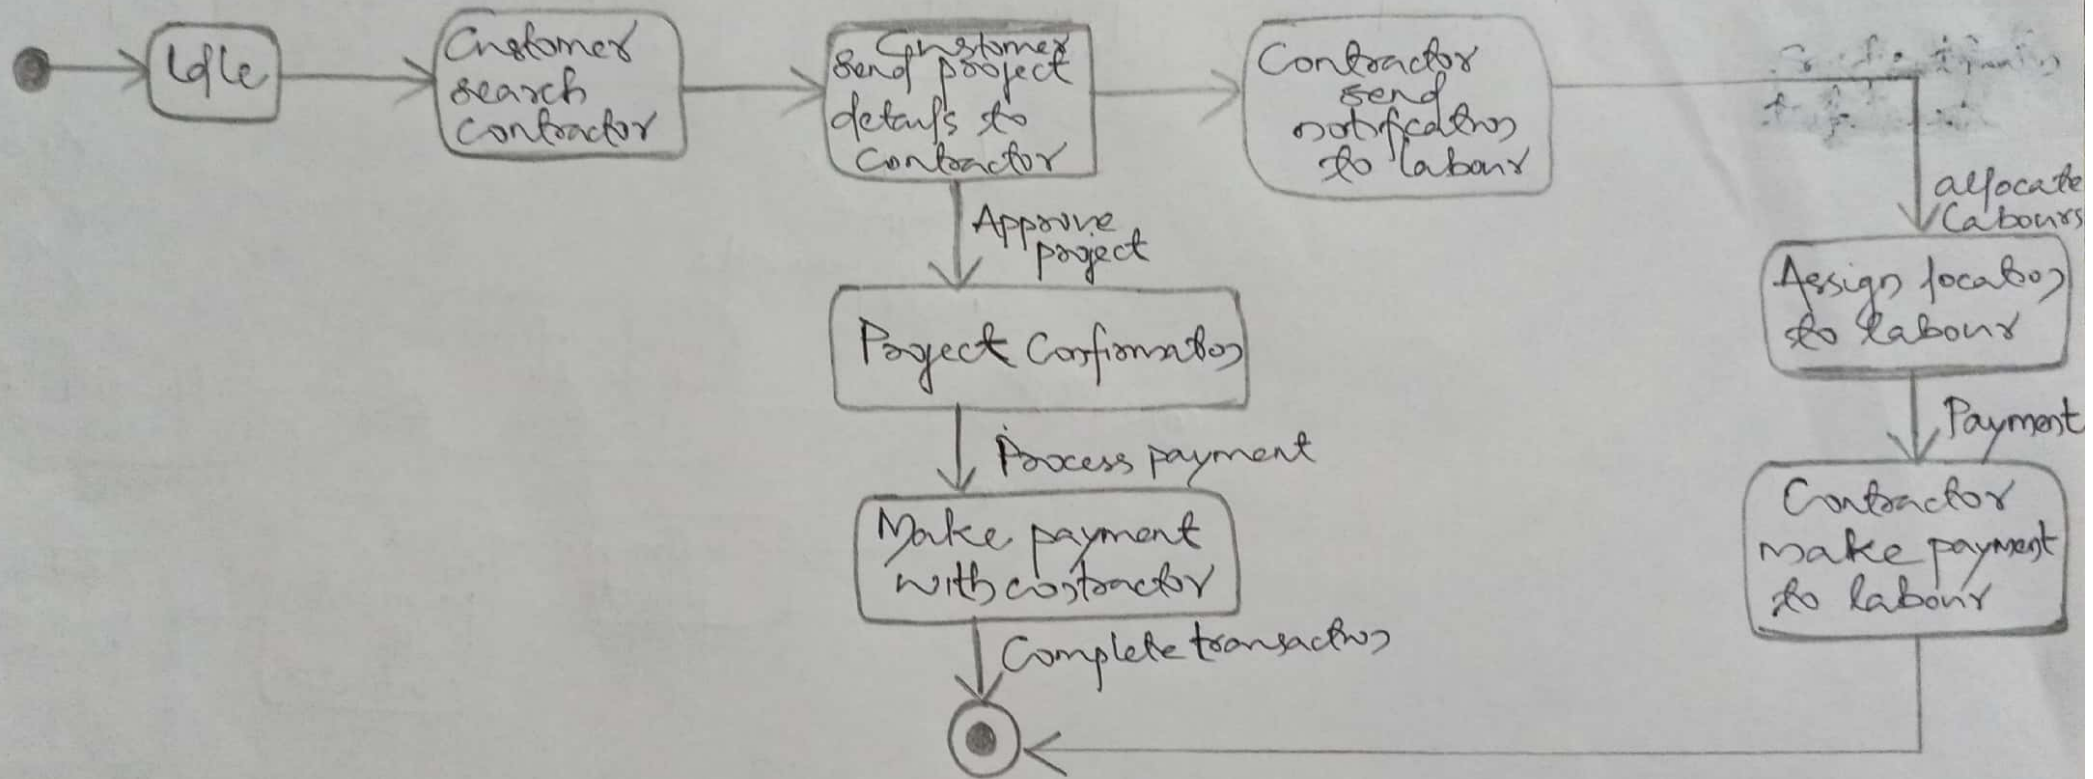 Idle
Customer
search
Contractor
Customer
send project
details to
Contractor
Contractor
send
notification
to labour
allocate
Labours
Approve
project
Assign location
to labour
Project Confirmation
Payment
Process payment
Contractor
make payment
to labour
Make payment
with contractor
Complete transaction